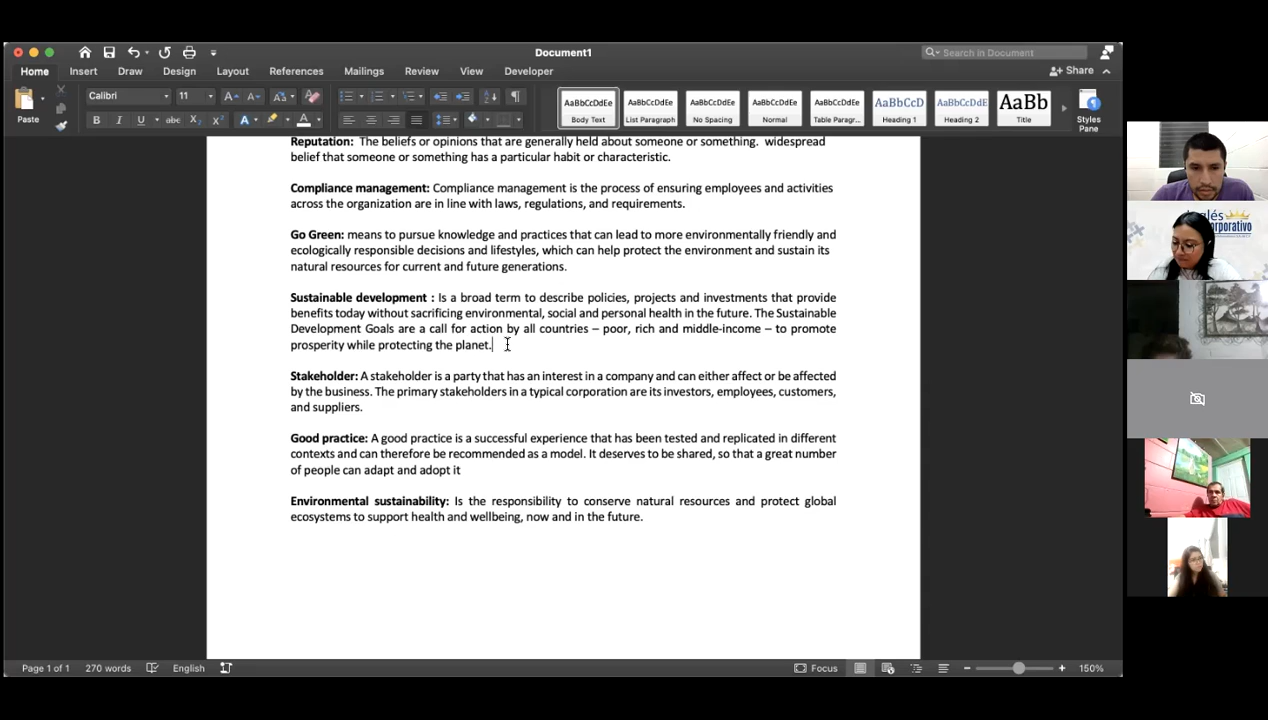 Document1
Search in Document
Home
Insert
Draw
Design
Layout
References
Mailings
Review
View
Developer
Share
Paste
Calibri
11
AaBbCcDdEe
AaBbCcDdEe
AaBbCcDdEe
AaBbCcDdEe
AaBbCcDdEe
AaBbCcD
AaBbCcDdE
AaBb
Body Text
List Paragraph
No Spacing
Normal
Table Paragr...
Heading 1
Heading 2
Title
Styles
Pane
Reputation: The beliefs or opinions that are generally held about someone or something. widespread
belief that someone or something has a particular habit or characteristic.
Compliance management: Compliance management is the process of ensuring employees and activities
across the organization are in line with laws, regulations, and requirements.
Go Green: means to pursue knowledge and practices that can lead to more environmentally friendly and
ecologically responsible decisions and lifestyles, which can help protect the environment and sustain its
natural resources for current and future generations.
Sustainable development : Is a broad term to describe policies, projects and investments that provide
benefits today without sacrificing environmental, social and personal health in the future. The Sustainable
Development Goals are a call for action by all countries – poor, rich and middle-income – to promote
prosperity while protecting the planet.
Stakeholder: A stakeholder is a party that has an interest in a company and can either affect or be affected
by the business. The primary stakeholders in a typical corporation are its investors, employees, customers,
and suppliers.
Good practice: A good practice is a successful experience that has been tested and replicated in different
contexts and can therefore be recommended as a model. It deserves to be shared, so that a great number
of people can adapt and adopt it
Environmental sustainability: Is the responsibility to conserve natural resources and protect global
ecosystems to support health and wellbeing, now and in the future.
Page 1 of 1
270 words
English
Focus
150%